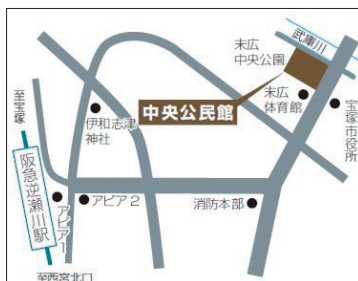 武庫川
末広
中央公園
中央公民館
末広
体育館
宝塚市役所
伊和志津
神社
至宝塚
阪急逆瀬川駅
アピア1
アピア2
消防本部
至西宮北口